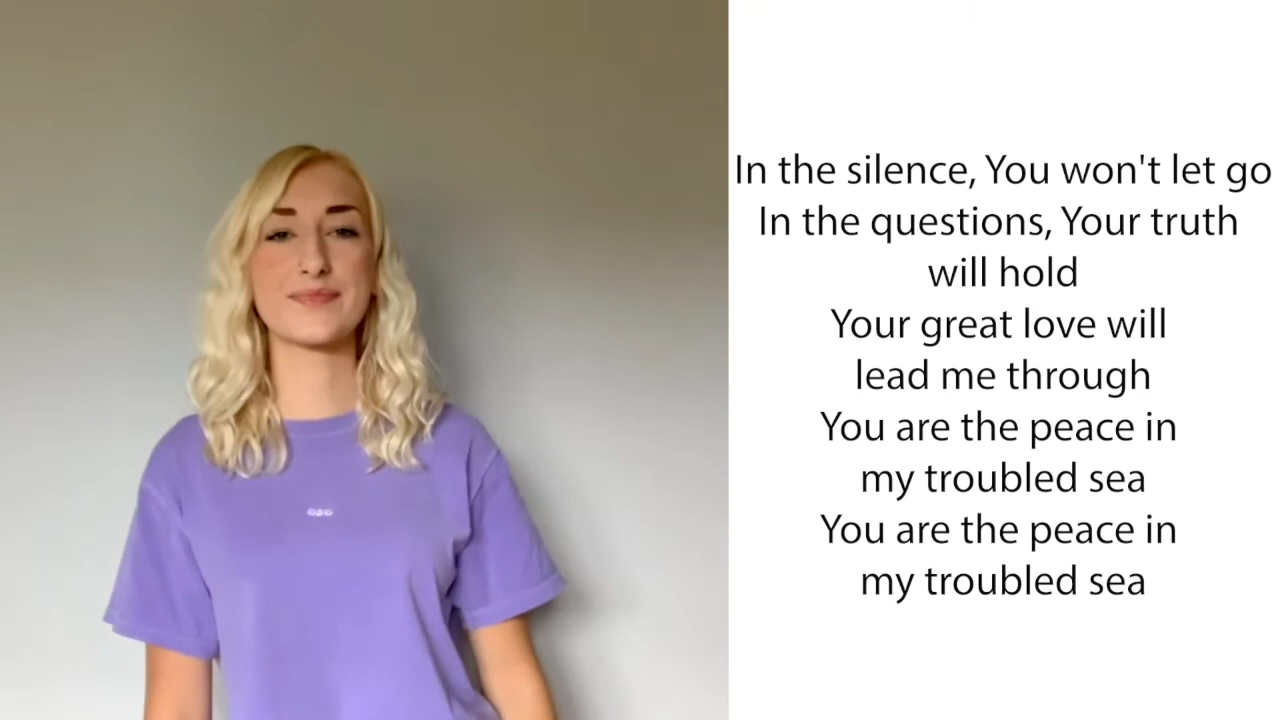 In the silence, You won't let go
In the questions, Your truth
will hold
Your great love will
lead me through
You are the peace in
my troubled sea
You are the peace in
my troubled sea